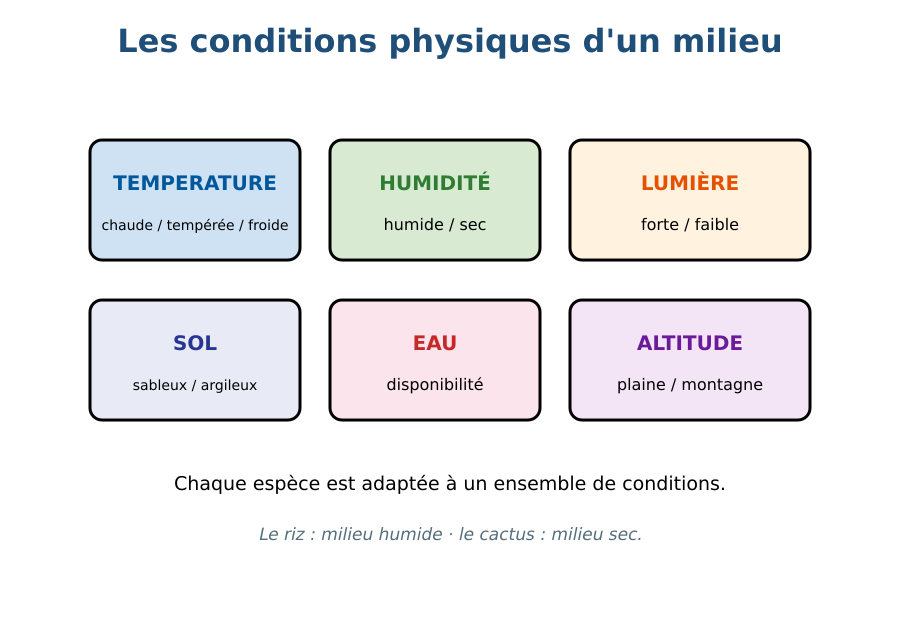 Les conditions physiques d'un milieu
TEMPERATURE
chaude / tempérée / froide
HUMIDITÉ
humide / sec
LUMIÈRE
forte / faible
SOL
sableux / argileux
EAU
disponibilité
ALTITUDE
plaine / montagne
Chaque espèce est adaptée à un ensemble de conditions.
Le riz : milieu humide · le cactus : milieu sec.